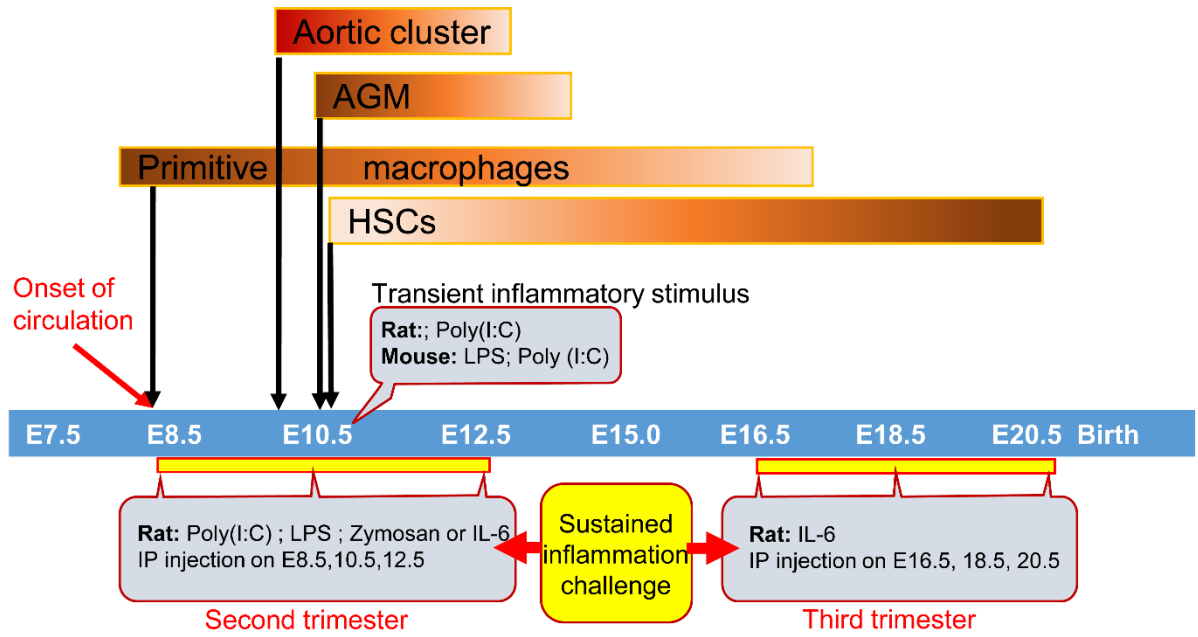 Aortic cluster
AGM
Primitive macrophages
HSCs
Onset of
circulation
Transient inflammatory stimulus
Rat:; Poly(I:C)
Mouse: LPS; Poly (I:C)
E7.5 E8.5 E10.5 E12.5 E15.0 E16.5 E18.5 E20.5 Birth
Rat: Poly(I:C) ; LPS ; Zymosan or IL-6
IP injection on E8.5,10.5,12.5
Second trimester
Sustained
inflammation
challenge
Rat: IL-6
IP injection on E16.5, 18.5, 20.5
Third trimester